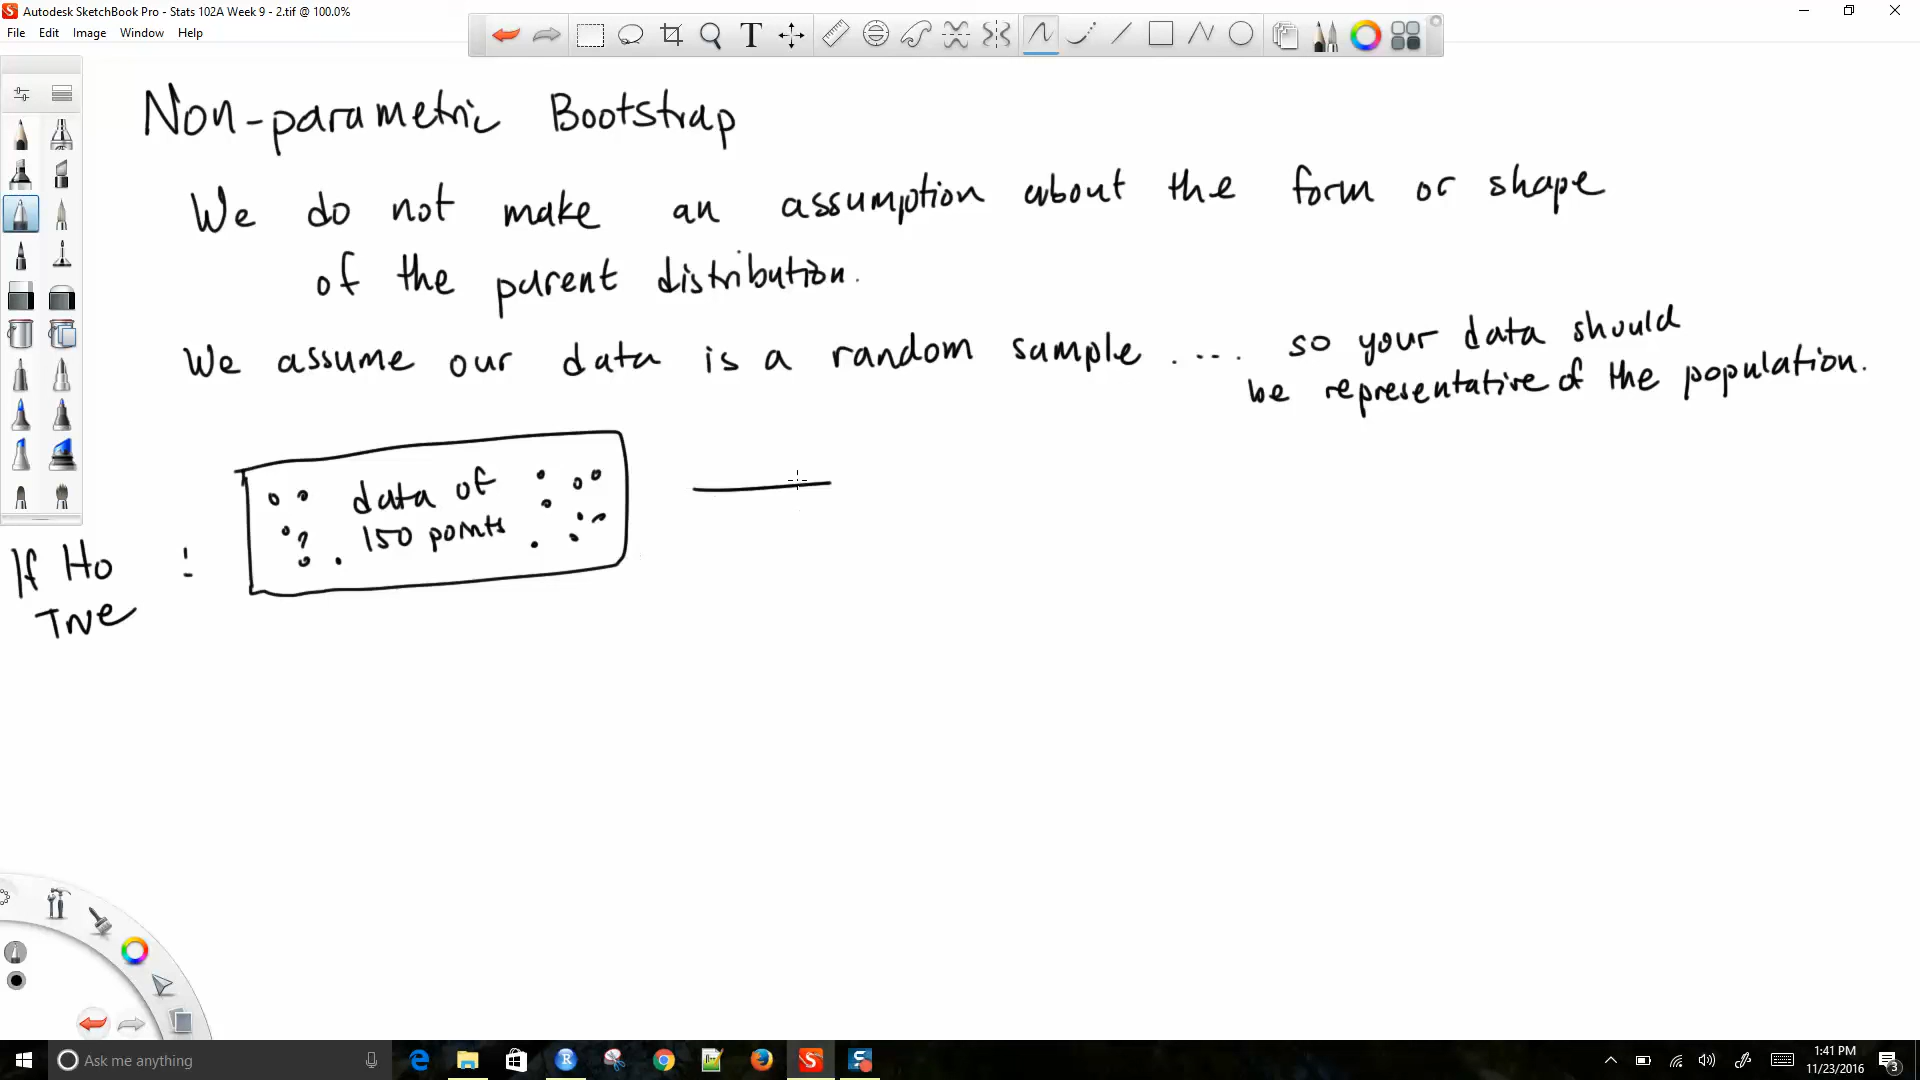 Autodesk SketchBook Pro - Stats 102A Week 9 - 2.tif @ 100.0%
File Edit Image Window Help
Non-parametric Bootstrap
We do not make an assumption about the form or shape
of the parent distribution.
We assume our data is a random sample .... so your data should
be representative of the population.
data of
150 points
If Ho :
True
Ask me anything
1:41 PM
11/23/2016
3